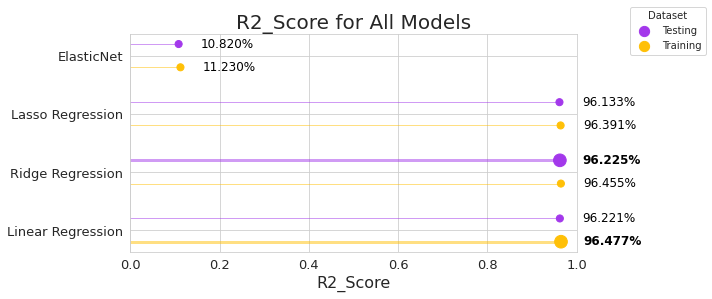 R2_Score for All Models
Dataset
Testing
Training
ElasticNet
10.820%
11.230%
Lasso Regression
96.133%
96.391%
Ridge Regression
96.225%
96.455%
Linear Regression
96.221%
96.477%
0.0 0.2 0.4 0.6 0.8 1.0
R2_Score